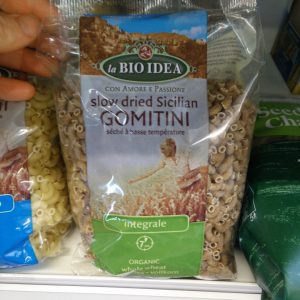 la BIO IDEA
CON AMORE E PASSIONE
slow dried Sicilian
GOMITINI
séché à basse température
integrale
ORGANIC
whole wheat